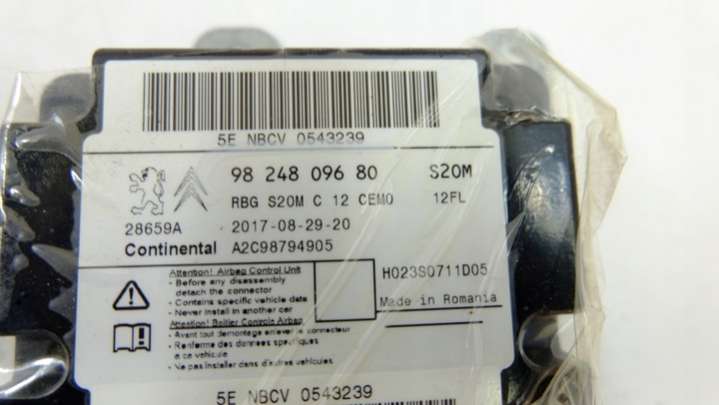 5E NBCV 0543239
98 248 096 80 S20M
RBG S20M C 12 CEM0 12FL
28659A 2017-08-29-20
Continental A2C98794905
Attention! Airbag Control Unit
- Before any disassembly
detach the connector
- Contains specific vehicle data
- Never install in another car
H023S0711D05
Made in Romania
Attention! Boitier Controle Airbag
- Avant tout demontage enlever le connecteur
- Renferme des données spécifiques
a ce vehicule
- Ne pas installer dans d'autres véhicules
5E NBCV 0543239